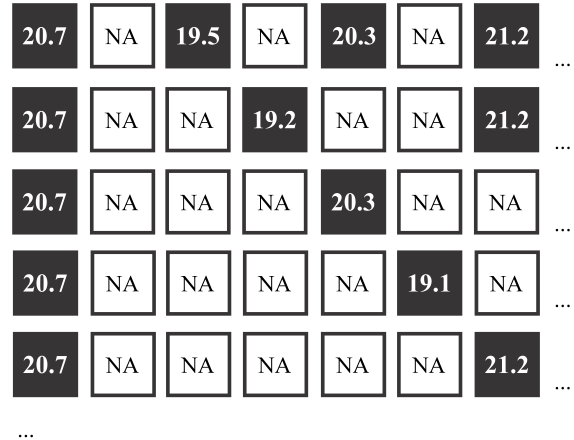 20.7 NA 19.5 NA 20.3 NA 21.2 ...
20.7 NA NA 19.2 NA NA 21.2 ...
20.7 NA NA NA 20.3 NA NA ...
20.7 NA NA NA NA 19.1 NA ...
20.7 NA NA NA NA NA 21.2 ...
...